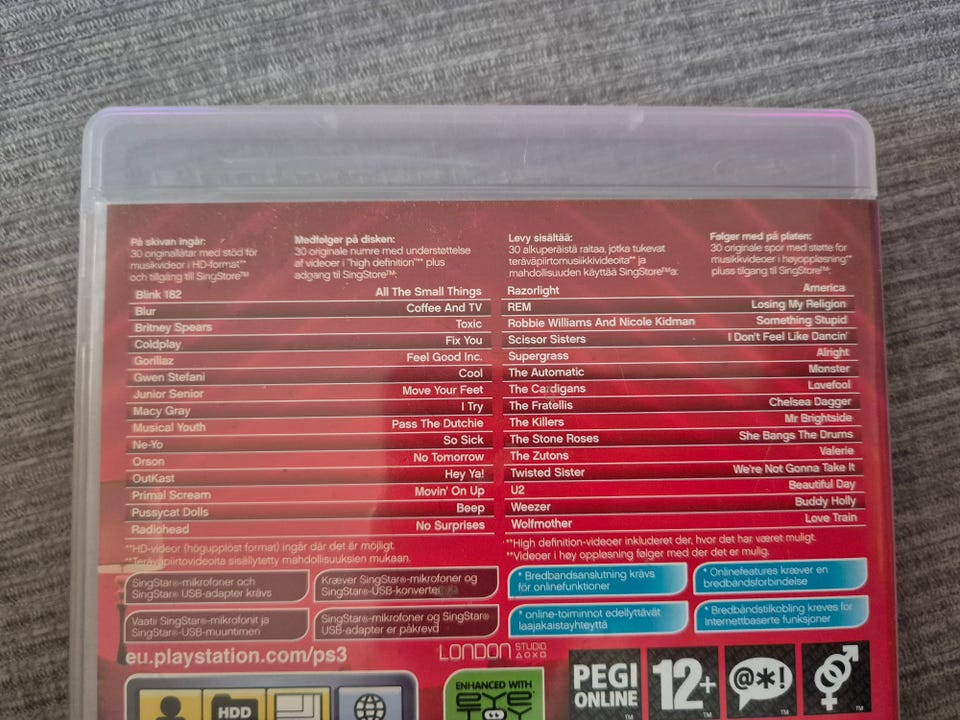 På skivan ingår:
30 originallåtar med stöd för
musikvideor i HD-format**
och tillgång till SingStore™
Medfølger på disken:
30 originale numre med understøttelse
af videoer i "high definition"** plus
adgang til SingStore™:
Levy sisältää:
30 alkuperäistä raitaa, jotka tukevat
teräväpiirtomusiikkivideoita** ja
mahdollisuuden käyttää SingStore™a:
Følger med på platen:
30 originale spor med støtte for
musikkvideoer i høyoppløsning**
pluss tilgang til SingStore™:
Blink 182 All The Small Things
Blur Coffee And TV
Britney Spears Toxic
Coldplay Fix You
Gorillaz Feel Good Inc.
Gwen Stefani Cool
Junior Senior Move Your Feet
Macy Gray I Try
Musical Youth Pass The Dutchie
Ne-Yo So Sick
Orson No Tomorrow
OutKast Hey Ya!
Primal Scream Movin' On Up
Pussycat Dolls Beep
Radiohead No Surprises
Razorlight America
REM Losing My Religion
Robbie Williams And Nicole Kidman Something Stupid
Scissor Sisters I Don't Feel Like Dancin'
Supergrass Alright
The Automatic Monster
The Cardigans Lovefool
The Fratellis Chelsea Dagger
The Killers Mr Brightside
The Stone Roses She Bangs The Drums
The Zutons Valerie
Twisted Sister We're Not Gonna Take It
U2 Beautiful Day
Weezer Buddy Holly
Wolfmother Love Train
**HD-videor (högupplöst format) ingår där det är möjligt.
**Teräväpiirtovideoita sisällytetty mahdollisuuksien mukaan.
**High definition-videoer inkluderet der, hvor det har været muligt.
**Videoer i høy oppløsning følger med der det er mulig.
SingStar®-mikrofoner och
SingStar® USB-adapter krävs
Kræver SingStar®-mikrofoner og
SingStar®-USB-konverter
* Bredbandsanslutning krävs
för onlinefunktioner
* Onlinefeatures kræver en
bredbåndsforbindelse
Vaatii SingStar®-mikrofonit ja
SingStar®-USB-muuntimen
SingStar®-mikrofoner og SingStar®
USB-adapter er påkrevd
* online-toiminnot edellyttävät
laajakaistayhteyttä
* Bredbåndstilkobling kreves for
Internettbaserte funksjoner
eu.playstation.com/ps3
LONDON STUDIO
HDD
ENHANCED WITH
EYE
TOY
PEGI
ONLINE
™
12+
™
@*!
™
™